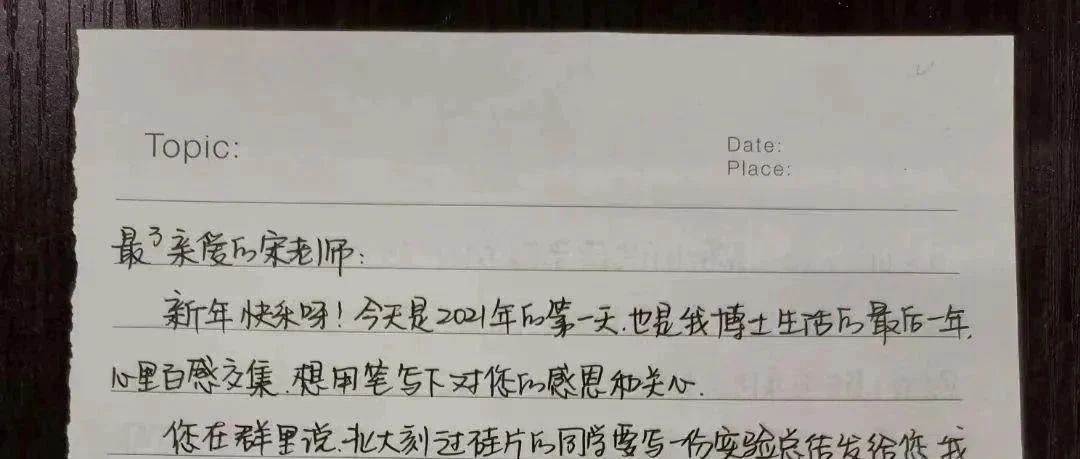 Topic:
Date:
Place:
最³亲爱的宋老师:
新年快乐呀!今天是2021年的第一天,也是我博士生活的最后一年,
心里百感交集.想用笔写下对您的感恩和关心.
您在群里说,北大刻过硅片的同学要写一份实验总结发给您,我